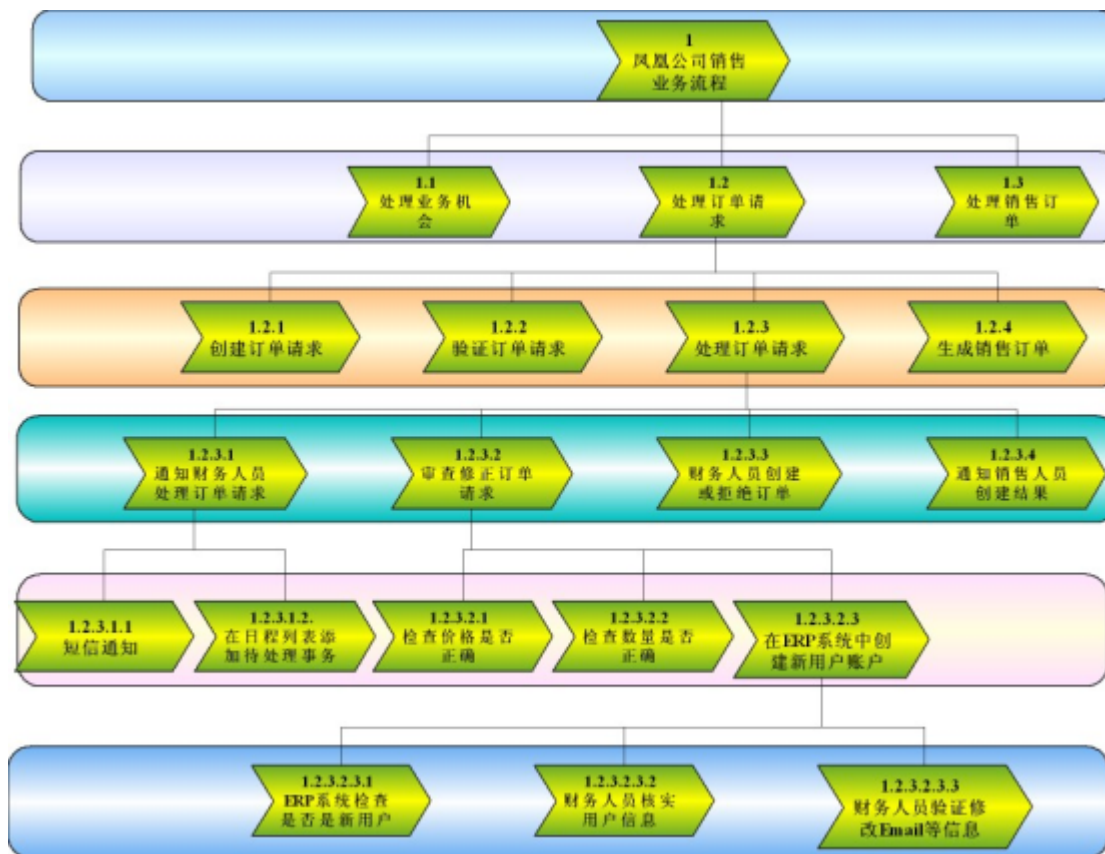 1
凤凰公司销售
业务流程
1.1
处理业务机
会
1.2
处理订单请
求
1.3
处理销售订
单
1.2.1
创建订单请求
1.2.2
验证订单请求
1.2.3
处理订单请求
1.2.4
生成销售订单
1.2.3.1
通知财务人员
处理订单请求
1.2.3.2
审查修正订单
请求
1.2.3.3
财务人员创建
或拒绝订单
1.2.3.4
通知销售人员
创建结果
1.2.3.1.1
短信通知
1.2.3.1.2.
在日程列表添
加待处理事务
1.2.3.2.1
检查价格是否
正确
1.2.3.2.2
检查数量是否
正确
1.2.3.2.3
在ERP系统中创
建新用户账户
1.2.3.2.3.1
ERP系统检查
是否是新用户
1.2.3.2.3.2
财务人员核实
用户信息
1.2.3.2.3.3
财务人员验证修
改Email等信息